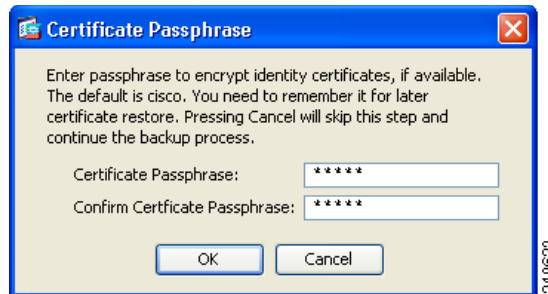 Certificate Passphrase
Enter passphrase to encrypt identity certificates, if available.
The default is cisco. You need to remember it for later
certificate restore. Pressing Cancel will skip this step and
continue the backup process.
Certificate Passphrase: *****
Confirm Certficate Passphrase: *****
OK Cancel